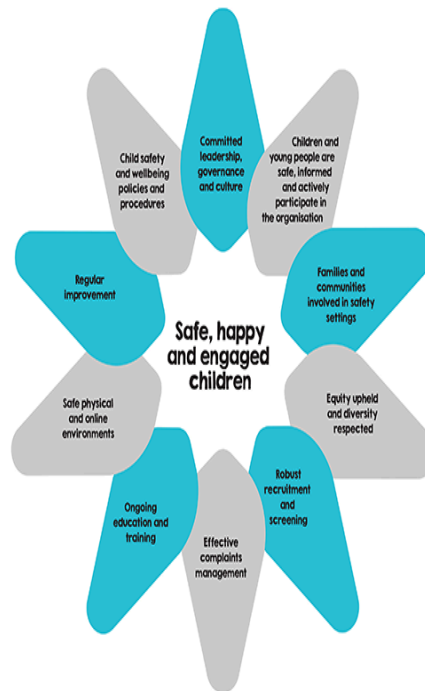 Safe, happy
and engaged
children
Committed
leadership,
governance
and culture
Children and
young people are
safe, informed
and actively
participate in
the organisation
Families and
communities
involved in safety
settings
Equity upheld
and diversity
respected
Robust
recruitment
and
screening
Effective
complaints
management
Ongoing
education and
training
Safe physical
and online
environments
Regular
improvement
Child safety
and wellbeing
policies and
procedures